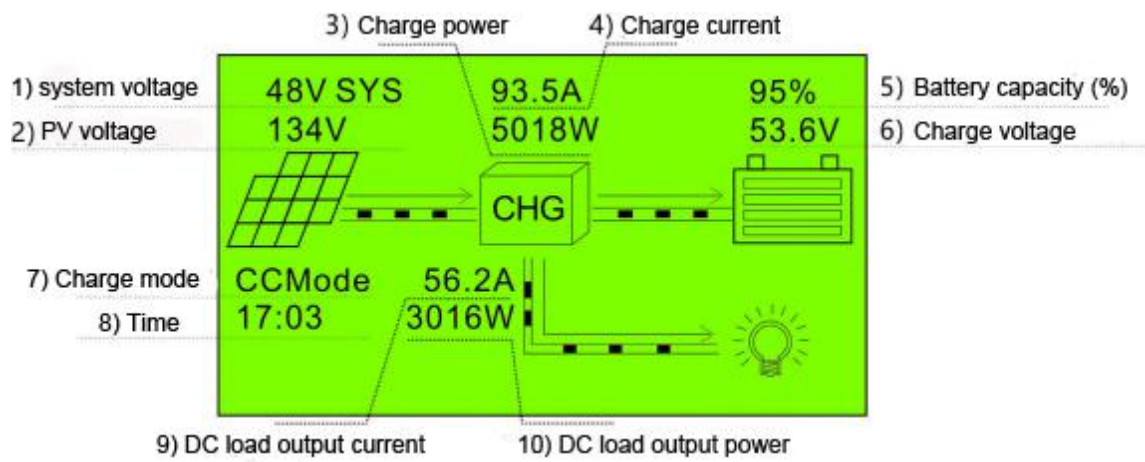 3) Charge power
4) Charge current
1) system voltage
48V SYS
93.5A
95%
5) Battery capacity (%)
2) PV voltage
134V
5018W
53.6V
6) Charge voltage
CHG
7) Charge mode
CCMode
56.2A
8) Time
17:03
3016W
9) DC load output current
10) DC load output power